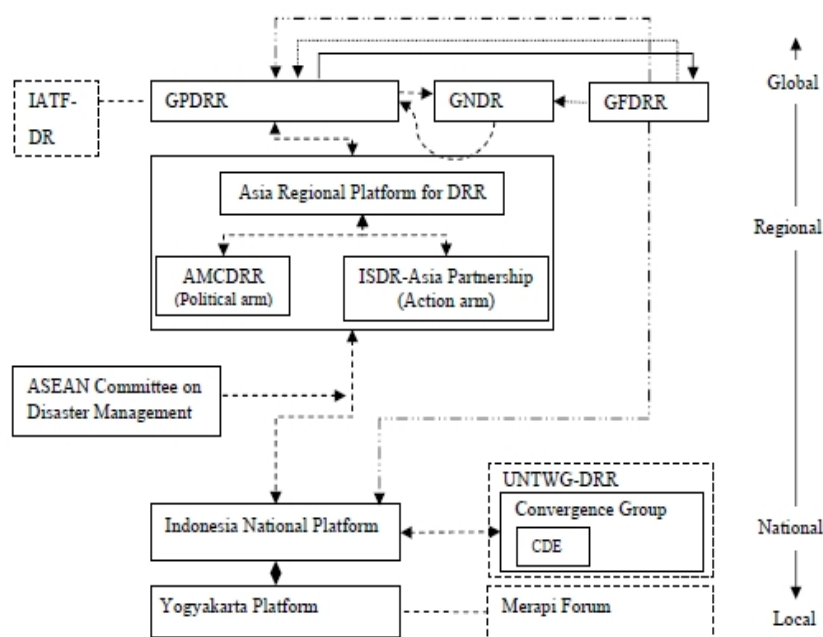 Global
IATF-
DR
GPDRR
GNDR
GFDRR
Asia Regional Platform for DRR
Regional
AMCDRR
(Political arm)
ISDR-Asia Partnership
(Action arm)
ASEAN Committee on
Disaster Management
UNTWG-DRR
Convergence Group
CDE
Indonesia National Platform
National
Yogyakarta Platform
Merapi Forum
Local